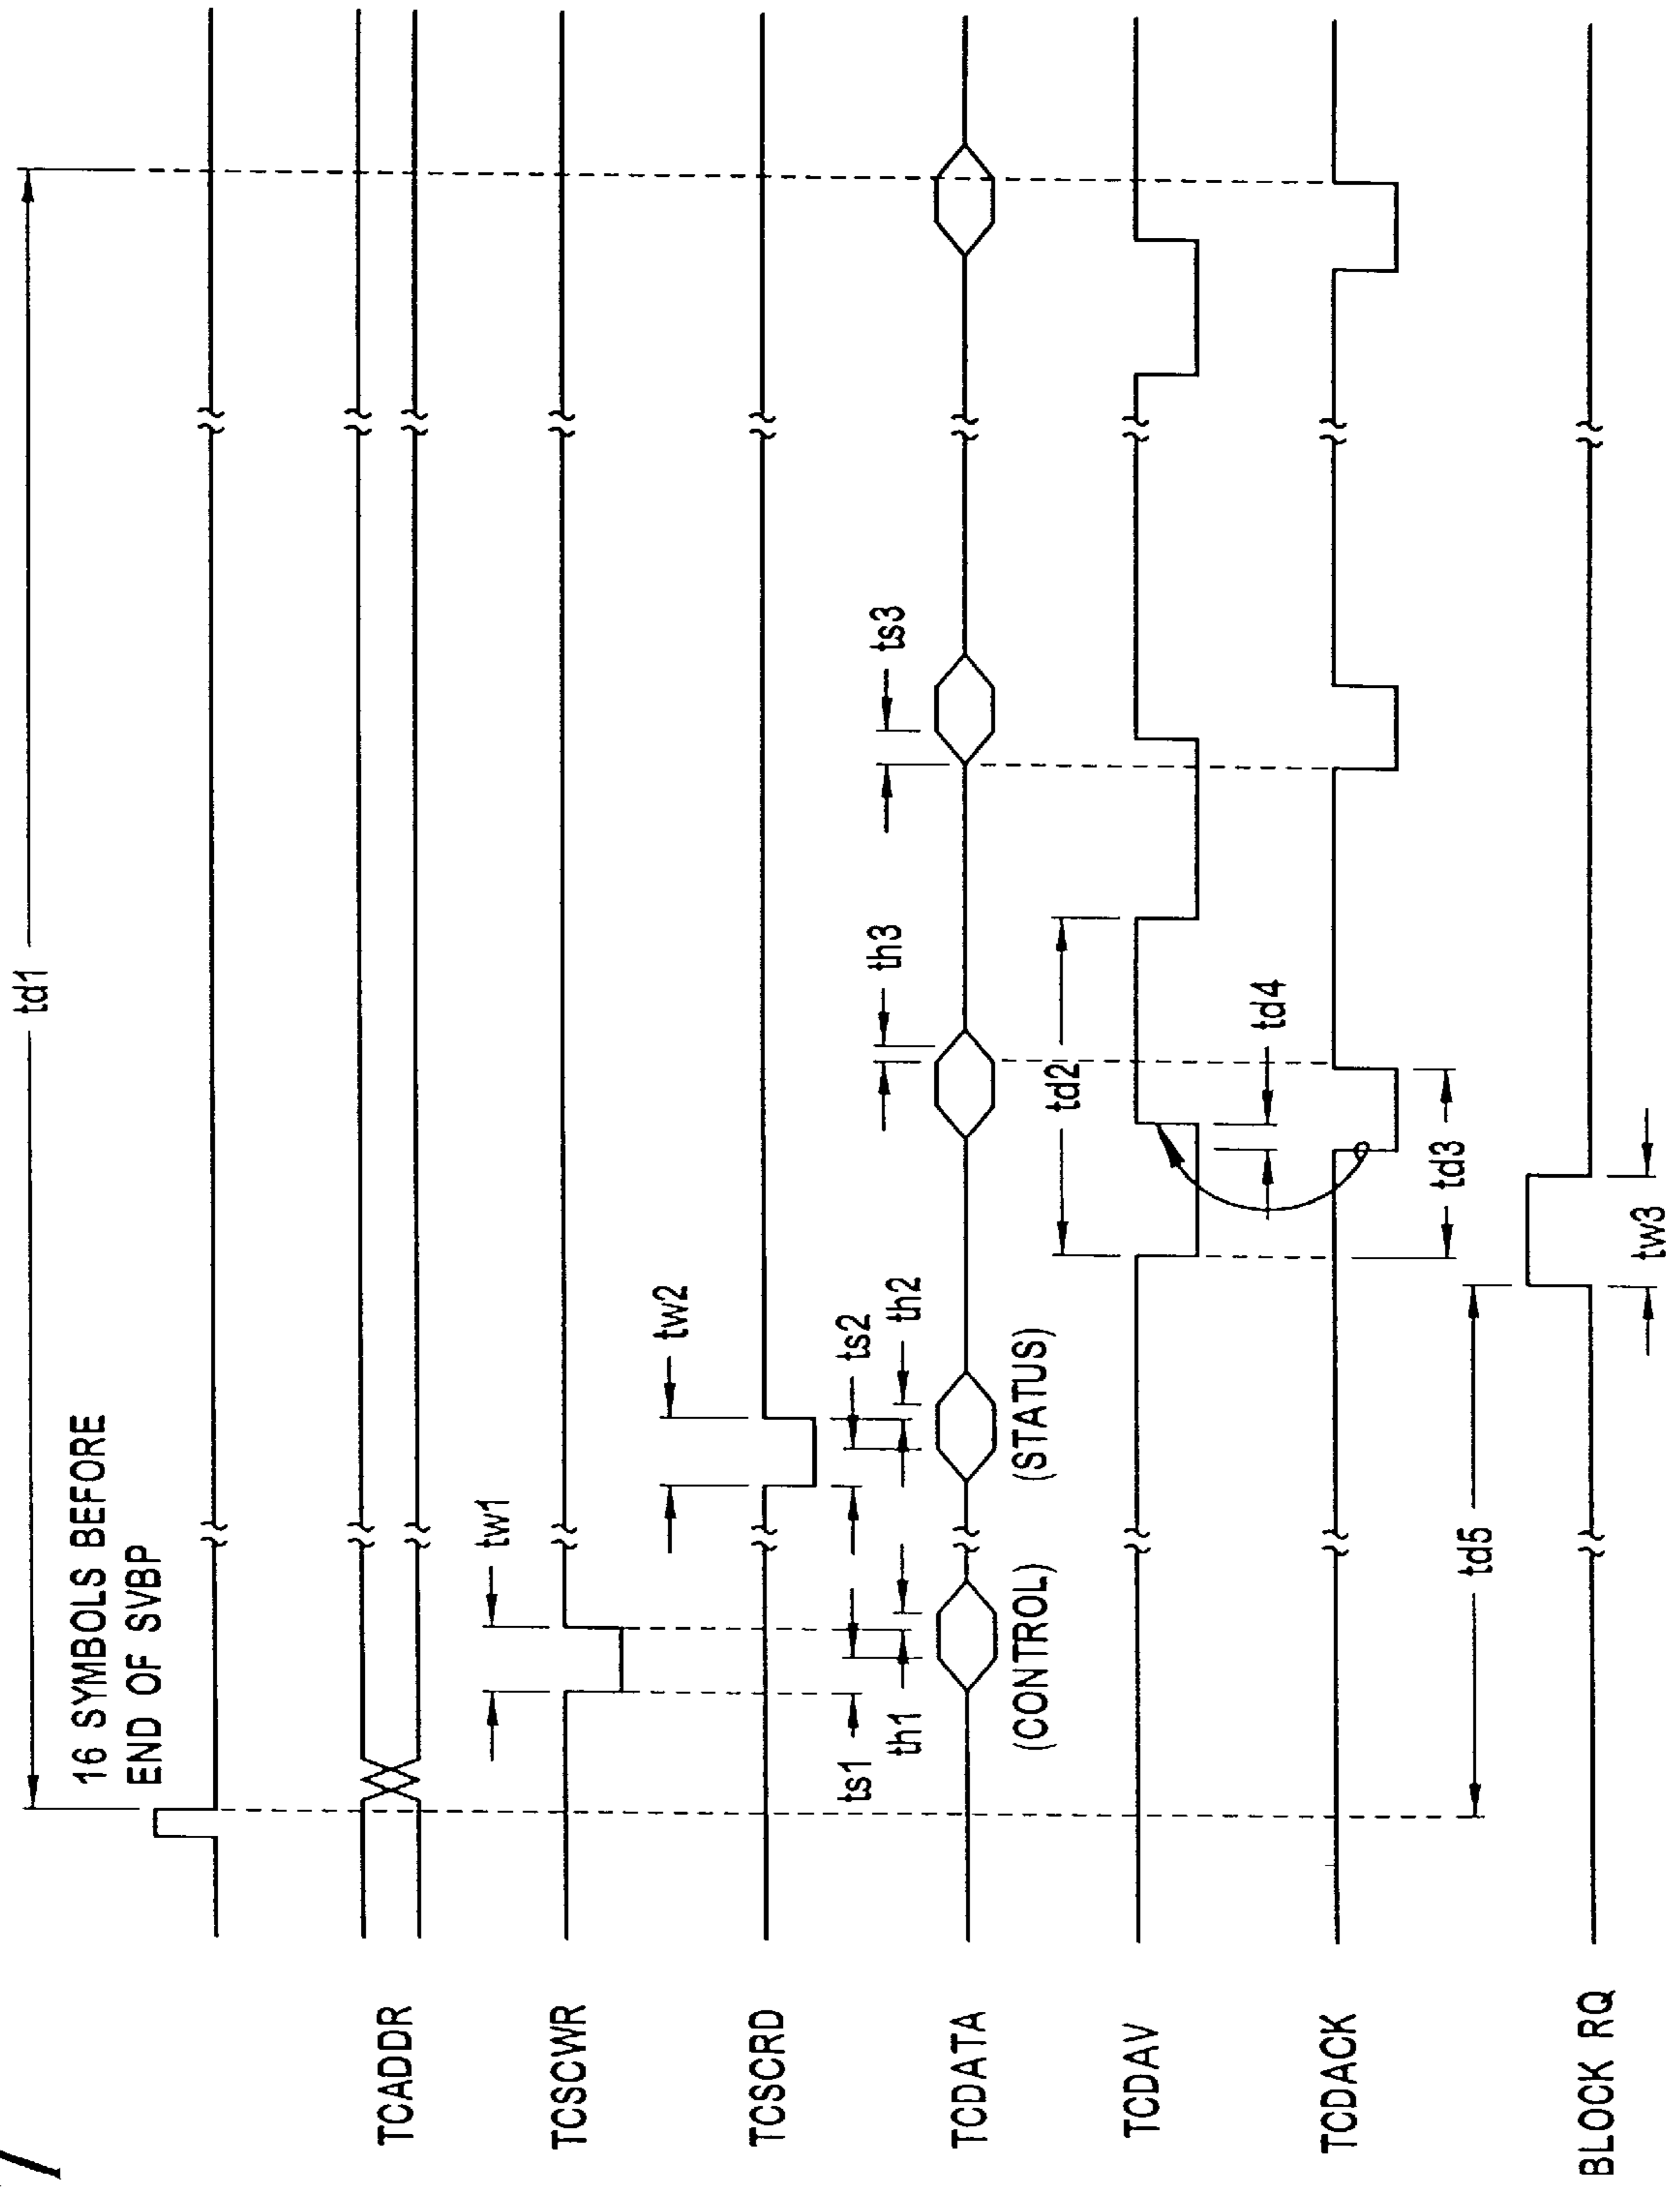 td1
16 SYMBOLS BEFORE
END OF SVBP
TCADDR
TCSCWR
tw1
TCSCRD
tw2
ts1
ts2
th1
th2
th3
ts3
TCDATA
(CONTROL)
(STATUS)
td2
TCDAV
td4
TCDACK
td3
td5
BLOCK RQ
tw3